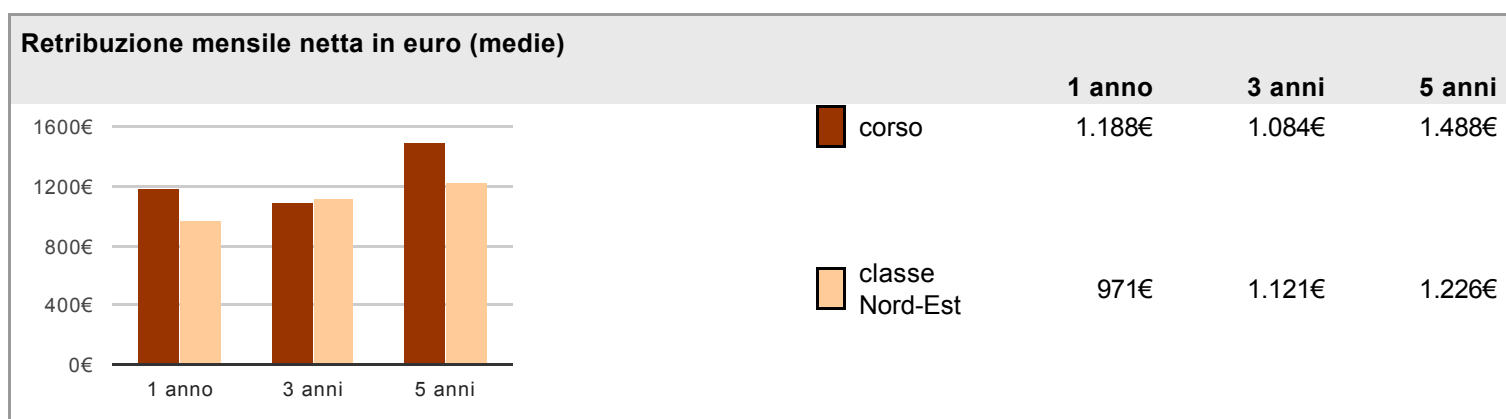 Retribuzione mensile netta in euro (medie)
1 anno 3 anni 5 anni
corso 1.188€ 1.084€ 1.488€
classe
Nord-Est 971€ 1.121€ 1.226€
1600€
1200€
800€
400€
0€
1 anno 3 anni 5 anni